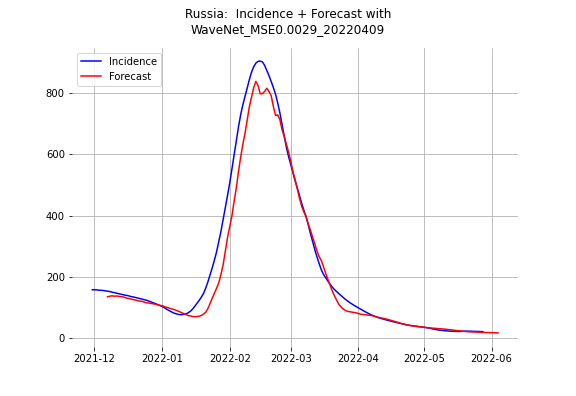 Russia:  Incidence + Forecast with
WaveNet_MSE0.0029_20220409
Incidence
Forecast
800
600
400
200
0
2021-12 2022-01 2022-02 2022-03 2022-04 2022-05 2022-06